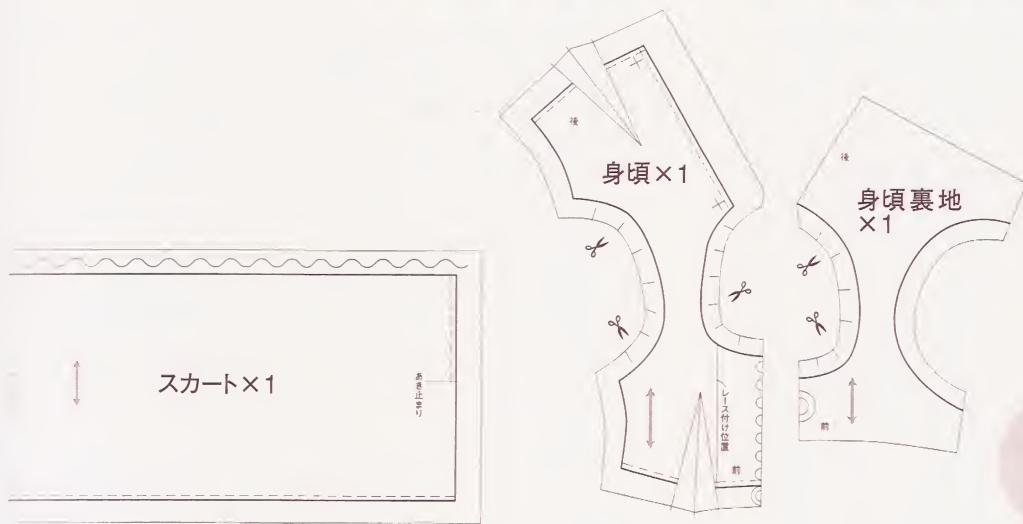 スカート×1
あき止まり
後
身頃×1
レース付け位置
前
後
身頃裏地
×1
前